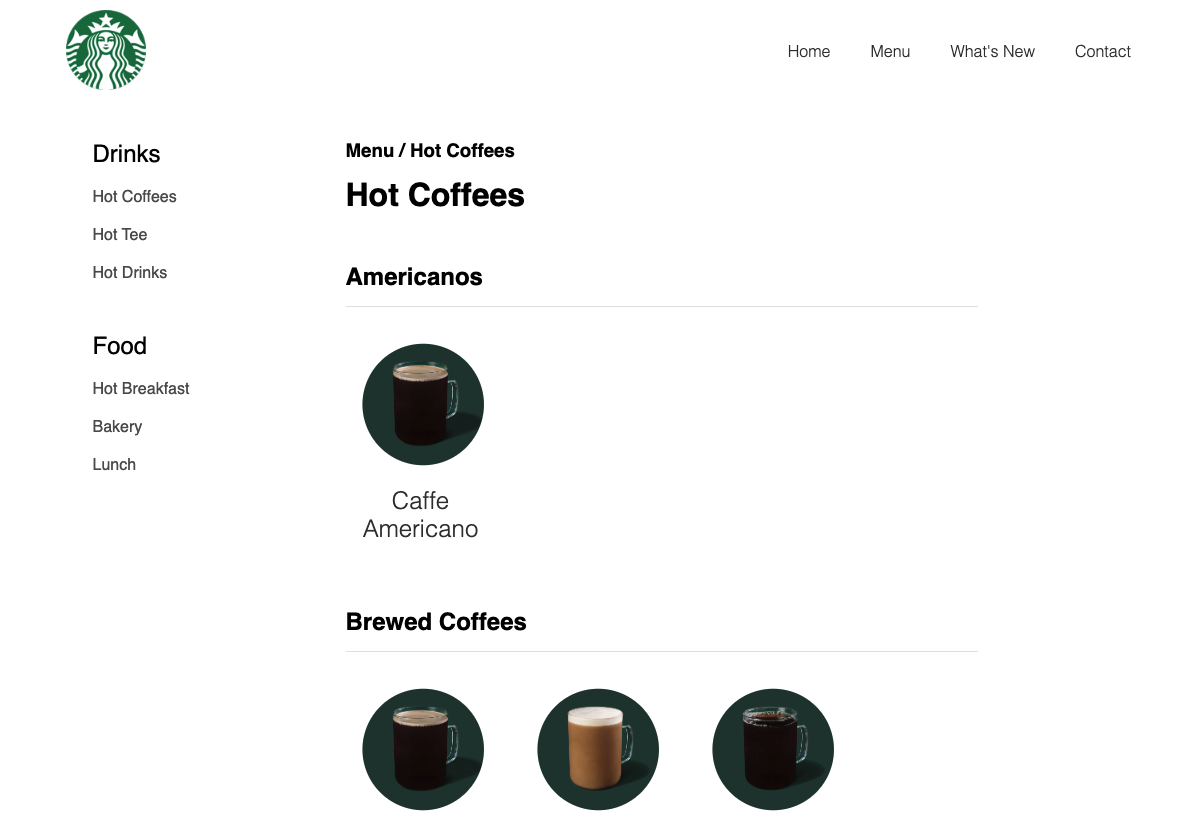 Home
Menu
What's New
Contact
Drinks
Hot Coffees
Hot Tee
Hot Drinks
Food
Hot Breakfast
Bakery
Lunch
Menu / Hot Coffees
Hot Coffees
Americanos
Caffe
Americano
Brewed Coffees